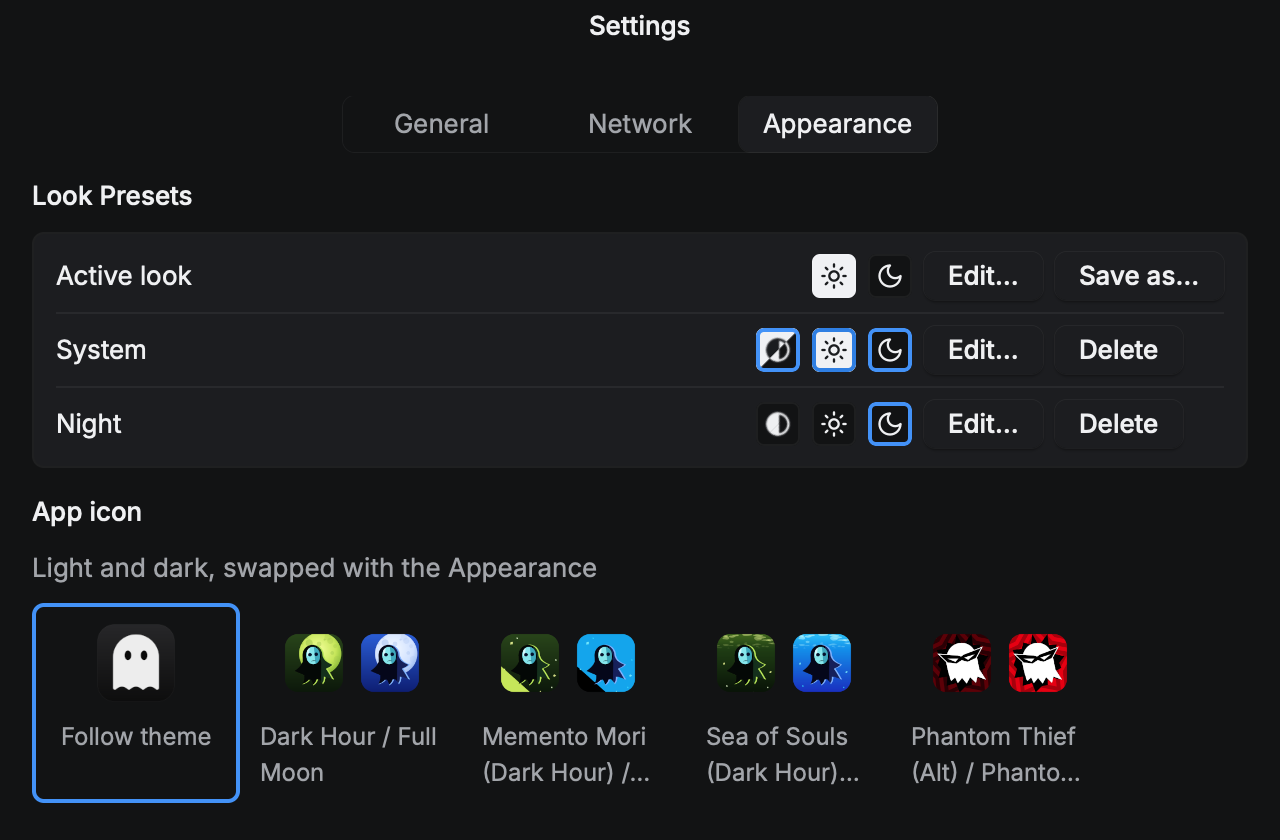 Settings
General Network Appearance
Look Presets
Active look Edit... Save as...
System Edit... Delete
Night Edit... Delete
App icon
Light and dark, swapped with the Appearance
Follow theme
Dark Hour / Full
Moon
Memento Mori
(Dark Hour) /...
Sea of Souls
(Dark Hour)...
Phantom Thief
(Alt) / Phanto...